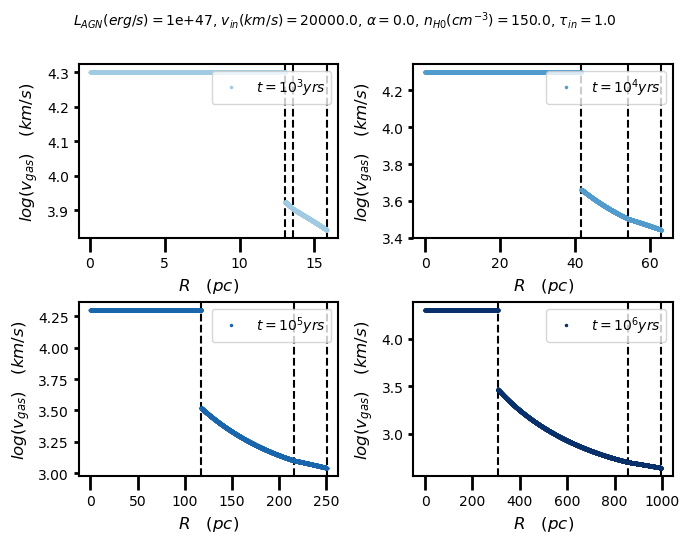 L_AGN(erg/s) = 1e+47, v_in(km/s) = 20000.0, α = 0.0, n_H0(cm^−3) = 150.0, τ_in = 1.0
4.3
4.2
4.1
4.0
3.9
log(v_gas) (km/s)
t = 10^3 yrs
0 5 10 15
R (pc)
4.2
4.0
3.8
3.6
3.4
log(v_gas) (km/s)
t = 10^4 yrs
0 20 40 60
R (pc)
4.25
4.00
3.75
3.50
3.25
3.00
log(v_gas) (km/s)
t = 10^5 yrs
0 50 100 150 200 250
R (pc)
4.0
3.5
3.0
log(v_gas) (km/s)
t = 10^6 yrs
0 200 400 600 800 1000
R (pc)